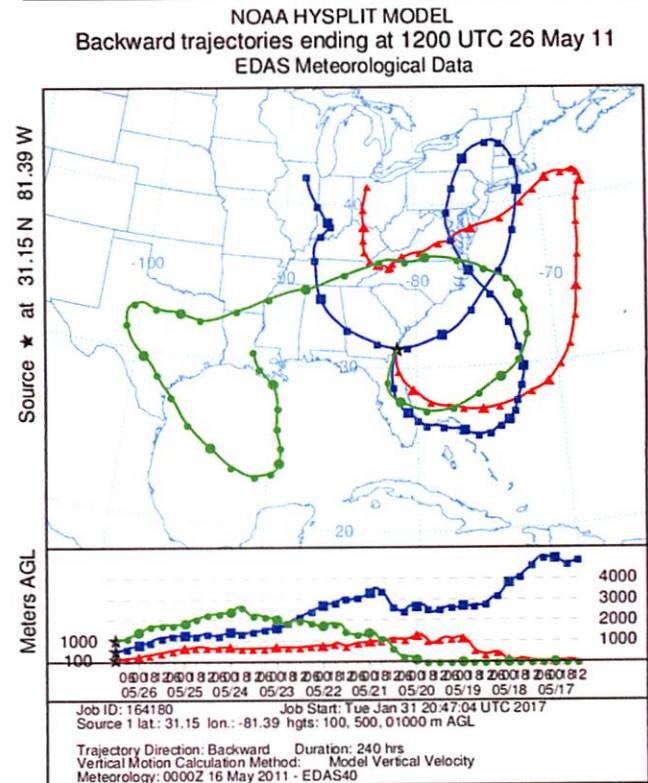 NOAA HYSPLIT MODEL
Backward trajectories ending at 1200 UTC 26 May 11
EDAS Meteorological Data
Source ★ at 31.15 N 81.39 W
-100
-90
-80
-70
30
20
Meters AGL
4000
3000
2000
1000
1000
100
05/26 05/25 05/24 05/23 05/22 05/21 05/20 05/19 05/18 05/17
Job ID: 164180 Job Start: Tue Jan 31 20:47:04 UTC 2017
Source 1 lat.: 31.15 lon.: -81.39 hgts: 100, 500, 01000 m AGL
Trajectory Direction: Backward Duration: 240 hrs
Vertical Motion Calculation Method: Model Vertical Velocity
Meteorology: 0000Z 16 May 2011 - EDAS40